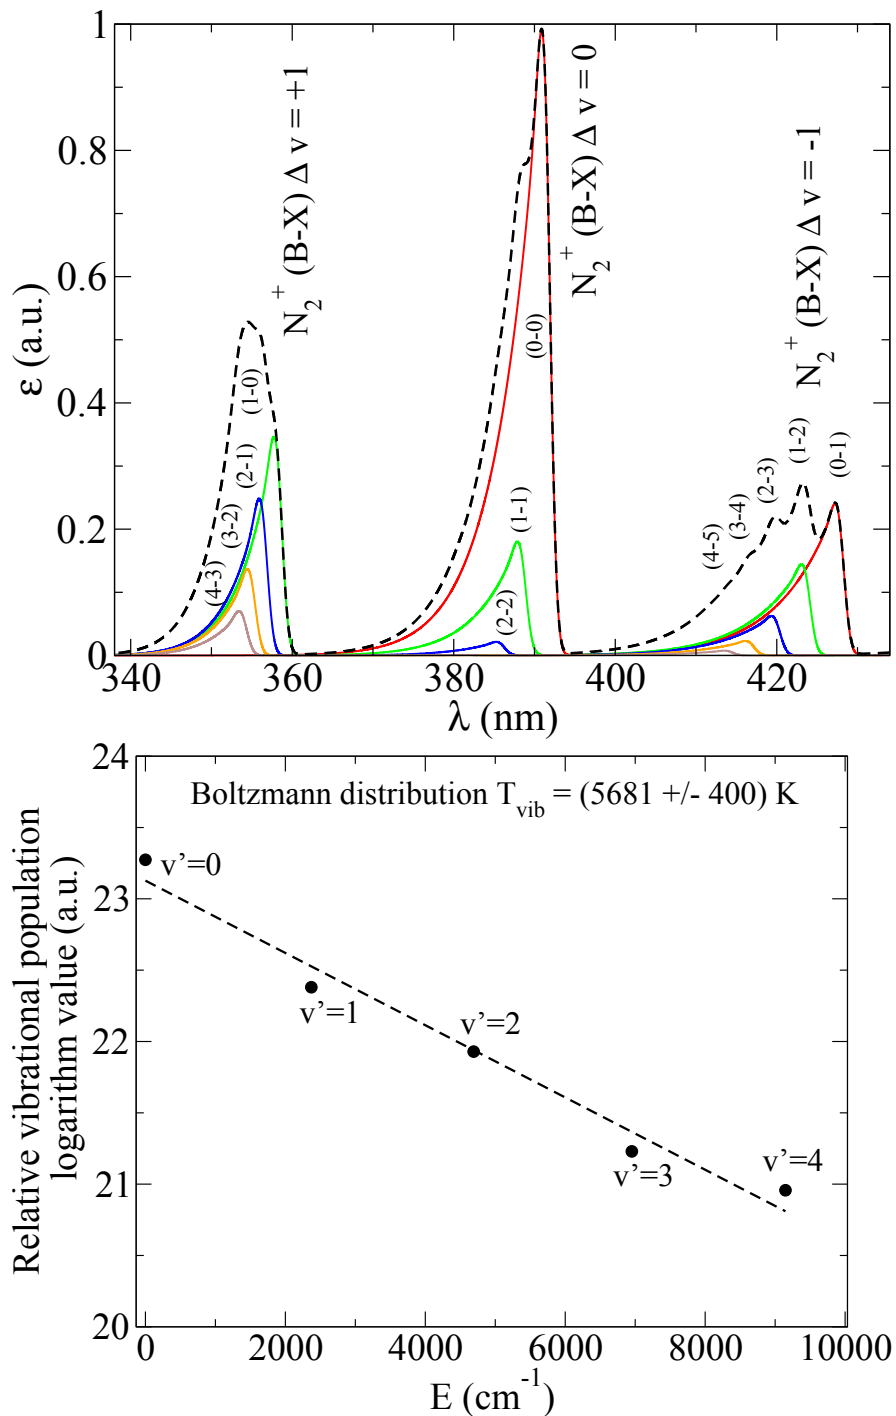 1
0.8
0.6
0.4
0.2
0
ε (a.u.)
N₂⁺ (B-X) Δ v = +1
N₂⁺ (B-X) Δ v = 0
N₂⁺ (B-X) Δ v = -1
(4-3)
(3-2)
(2-1)
(1-0)
(0-0)
(1-1)
(2-2)
(4-5)
(3-4)
(2-3)
(1-2)
(0-1)
340 360 380 400 420
λ (nm)
24
23
22
21
20
Relative vibrational population
logarithm value (a.u.)
Boltzmann distribution T_vib = (5681 +/- 400) K
v’=0
v’=1
v’=2
v’=3
v’=4
0 2000 4000 6000 8000 10000
E (cm⁻¹)